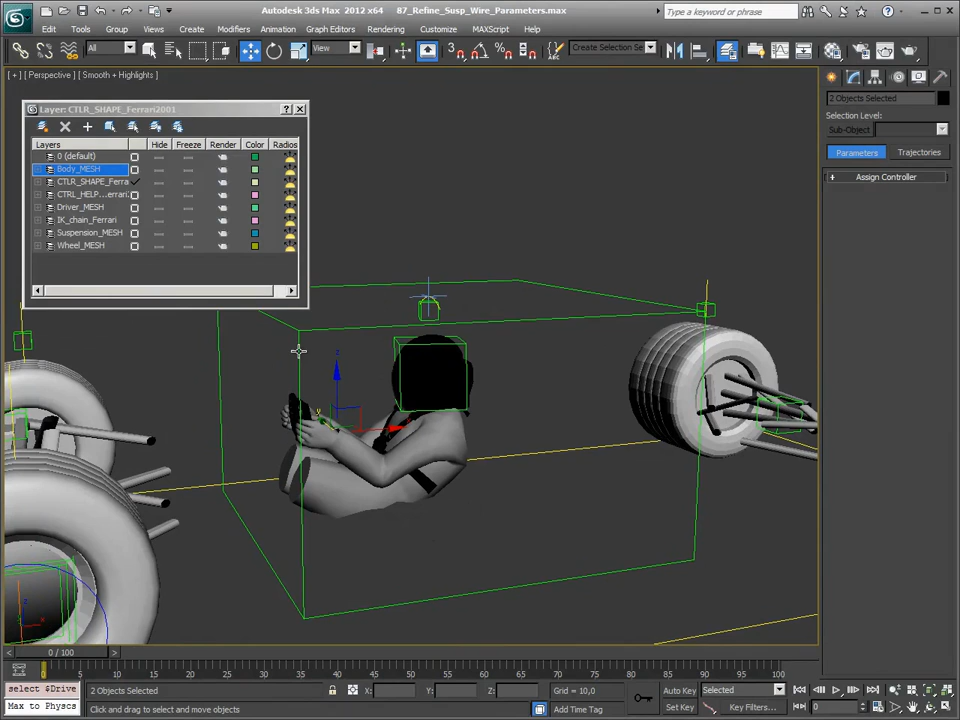 Autodesk 3ds Max 2012 x64 87_Refine_Susp_Wire_Parameters.max
Type a keyword or phrase
Edit Tools Group Views Create Modifiers Animation Graph Editors Rendering Customize MAXScript Help
All View Create Selection Se
[ + ] [ Perspective ] [ Smooth + Highlights ]
Layer: CTLR_SHAPE_Ferrari2001
Layers Hide Freeze Render Color Radios
0 (default)
Body_MESH
CTLR_SHAPE_Ferra
CTRL_HELP...errari
Driver_MESH
IK_chain_Ferrari
Suspension_MESH
Wheel_MESH
2 Objects Selected
Selection Level:
Sub-Object
Parameters Trajectories
+ Assign Controller
z
y
z
x
0 / 100
0 5 10 15 20 25 30 35 40 45 50 55 60 65 70 75 80 85 90 95 100
select $Drive 2 Objects Selected X: Y: Z: Grid = 10,0 Auto Key Selected
Max to Physcs Click and drag to select and move objects Add Time Tag Set Key Key Filters... 0